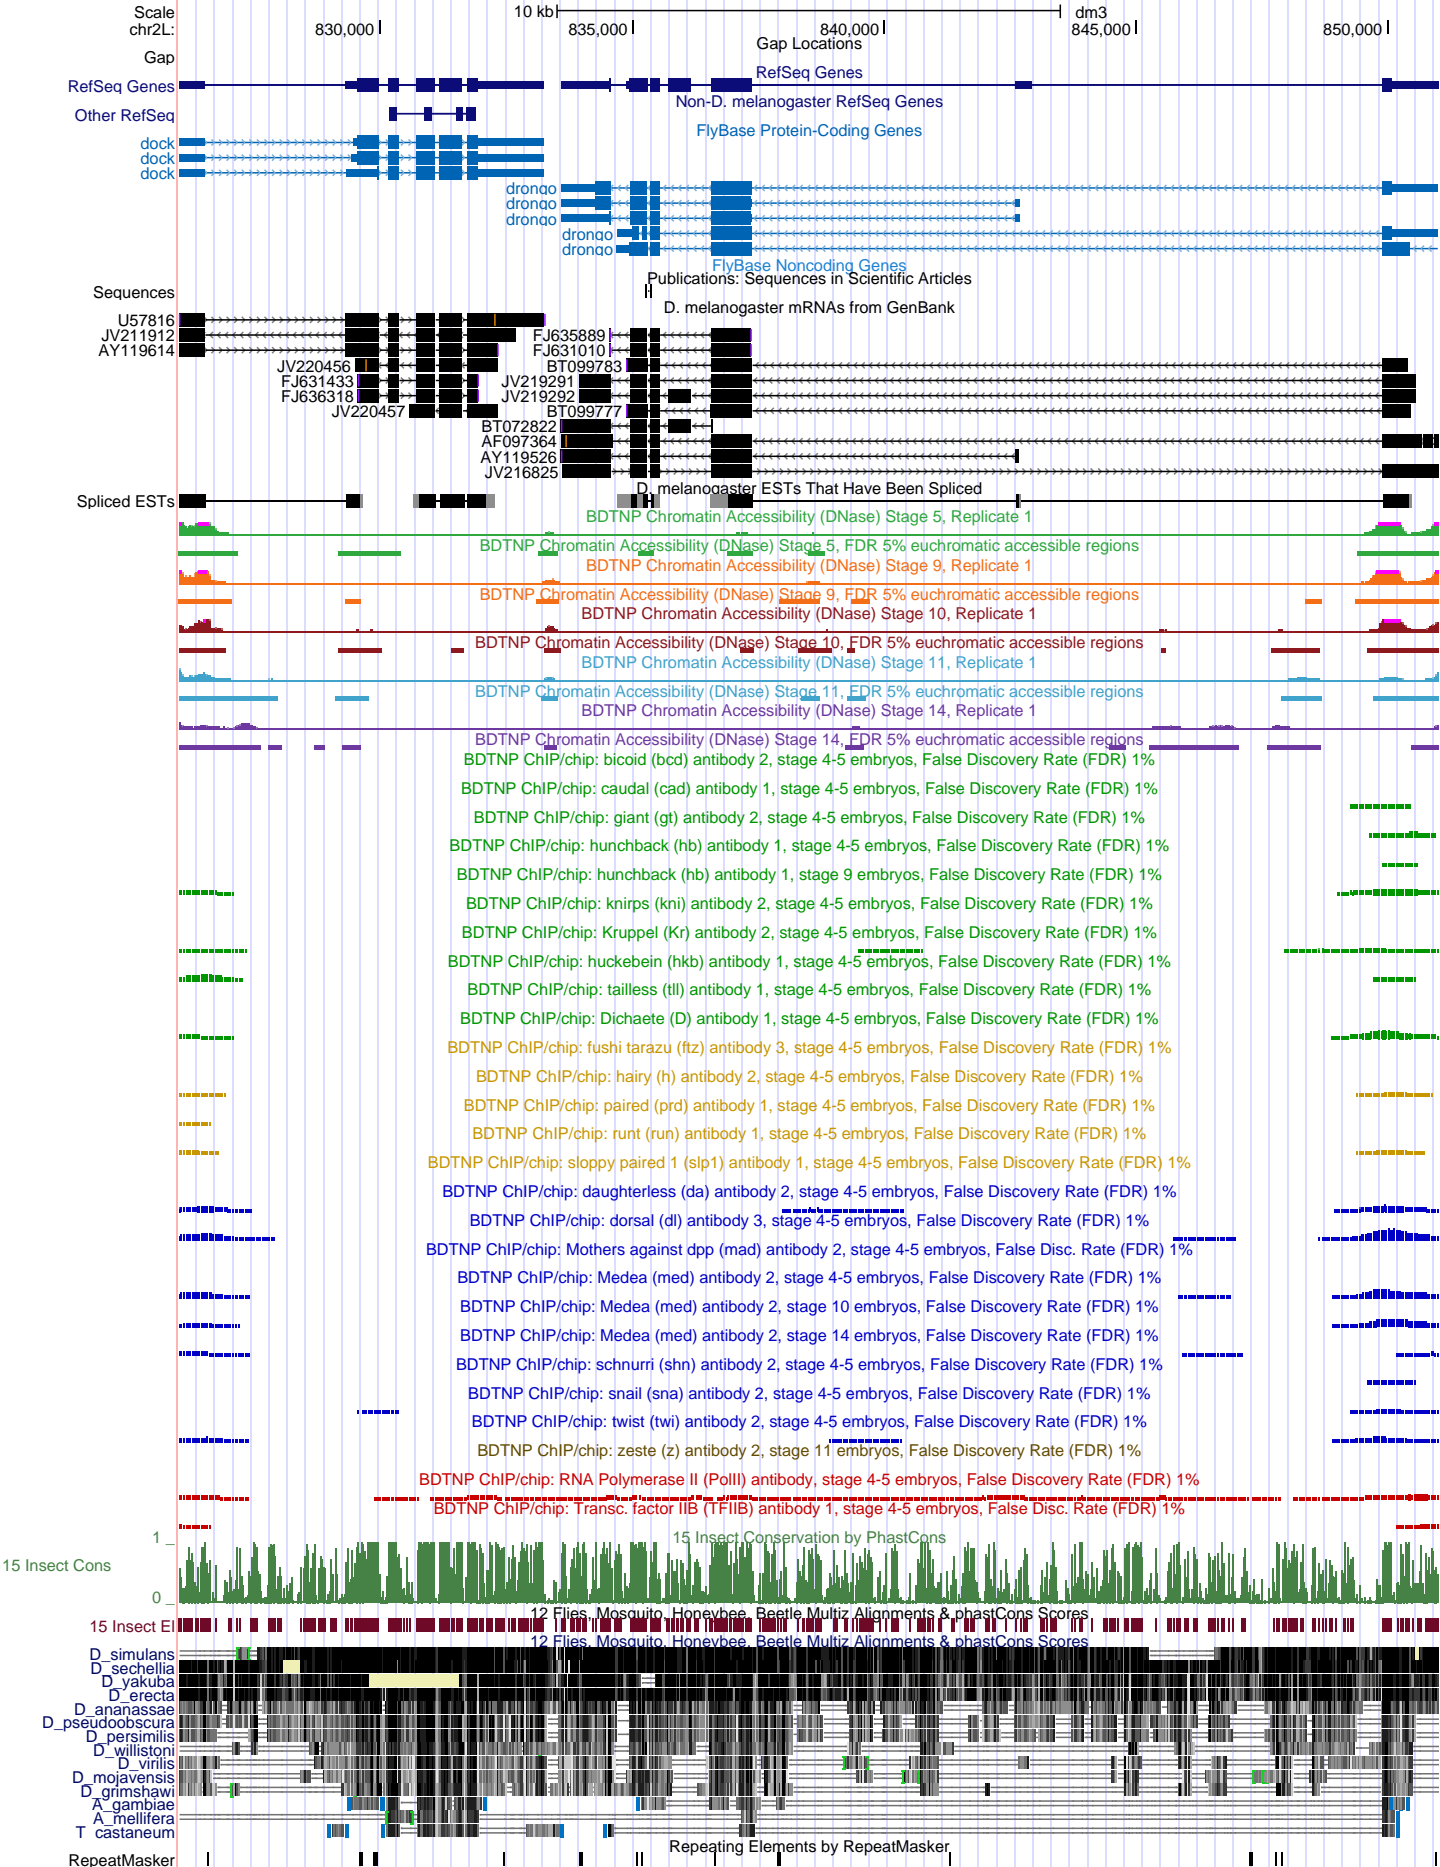 Scale 10 kb dm3
chr2L: 830,000 835,000 840,000 845,000 850,000
Gap Locations
Gap
RefSeq Genes
RefSeq Genes
Non-D. melanogaster RefSeq Genes
Other RefSeq
FlyBase Protein-Coding Genes
dock
dock
dock
drongo
drongo
drongo
drongo
drongo
FlyBase Noncoding Genes
Publications: Sequences in Scientific Articles
Sequences
D. melanogaster mRNAs from GenBank
U57816
JV211912 FJ635889
AY119614 FJ631010
JV220456 BT099783
FJ631433 JV219291
FJ636318 JV219292
JV220457 BT099777
BT072822
AF097364
AY119526
JV216825
D. melanogaster ESTs That Have Been Spliced
Spliced ESTs
BDTNP Chromatin Accessibility (DNase) Stage 5, Replicate 1
BDTNP Chromatin Accessibility (DNase) Stage 5, FDR 5% euchromatic accessible regions
BDTNP Chromatin Accessibility (DNase) Stage 9, Replicate 1
BDTNP Chromatin Accessibility (DNase) Stage 9, FDR 5% euchromatic accessible regions
BDTNP Chromatin Accessibility (DNase) Stage 10, Replicate 1
BDTNP Chromatin Accessibility (DNase) Stage 10, FDR 5% euchromatic accessible regions
BDTNP Chromatin Accessibility (DNase) Stage 11, Replicate 1
BDTNP Chromatin Accessibility (DNase) Stage 11, FDR 5% euchromatic accessible regions
BDTNP Chromatin Accessibility (DNase) Stage 14, Replicate 1
BDTNP Chromatin Accessibility (DNase) Stage 14, FDR 5% euchromatic accessible regions
BDTNP ChIP/chip: bicoid (bcd) antibody 2, stage 4-5 embryos, False Discovery Rate (FDR) 1%
BDTNP ChIP/chip: caudal (cad) antibody 1, stage 4-5 embryos, False Discovery Rate (FDR) 1%
BDTNP ChIP/chip: giant (gt) antibody 2, stage 4-5 embryos, False Discovery Rate (FDR) 1%
BDTNP ChIP/chip: hunchback (hb) antibody 1, stage 4-5 embryos, False Discovery Rate (FDR) 1%
BDTNP ChIP/chip: hunchback (hb) antibody 1, stage 9 embryos, False Discovery Rate (FDR) 1%
BDTNP ChIP/chip: knirps (kni) antibody 2, stage 4-5 embryos, False Discovery Rate (FDR) 1%
BDTNP ChIP/chip: Kruppel (Kr) antibody 2, stage 4-5 embryos, False Discovery Rate (FDR) 1%
BDTNP ChIP/chip: huckebein (hkb) antibody 1, stage 4-5 embryos, False Discovery Rate (FDR) 1%
BDTNP ChIP/chip: tailless (tll) antibody 1, stage 4-5 embryos, False Discovery Rate (FDR) 1%
BDTNP ChIP/chip: Dichaete (D) antibody 1, stage 4-5 embryos, False Discovery Rate (FDR) 1%
BDTNP ChIP/chip: fushi tarazu (ftz) antibody 3, stage 4-5 embryos, False Discovery Rate (FDR) 1%
BDTNP ChIP/chip: hairy (h) antibody 2, stage 4-5 embryos, False Discovery Rate (FDR) 1%
BDTNP ChIP/chip: paired (prd) antibody 1, stage 4-5 embryos, False Discovery Rate (FDR) 1%
BDTNP ChIP/chip: runt (run) antibody 1, stage 4-5 embryos, False Discovery Rate (FDR) 1%
BDTNP ChIP/chip: sloppy paired 1 (slp1) antibody 1, stage 4-5 embryos, False Discovery Rate (FDR) 1%
BDTNP ChIP/chip: daughterless (da) antibody 2, stage 4-5 embryos, False Discovery Rate (FDR) 1%
BDTNP ChIP/chip: dorsal (dl) antibody 3, stage 4-5 embryos, False Discovery Rate (FDR) 1%
BDTNP ChIP/chip: Mothers against dpp (mad) antibody 2, stage 4-5 embryos, False Disc. Rate (FDR) 1%
BDTNP ChIP/chip: Medea (med) antibody 2, stage 4-5 embryos, False Discovery Rate (FDR) 1%
BDTNP ChIP/chip: Medea (med) antibody 2, stage 10 embryos, False Discovery Rate (FDR) 1%
BDTNP ChIP/chip: Medea (med) antibody 2, stage 14 embryos, False Discovery Rate (FDR) 1%
BDTNP ChIP/chip: schnurri (shn) antibody 2, stage 4-5 embryos, False Discovery Rate (FDR) 1%
BDTNP ChIP/chip: snail (sna) antibody 2, stage 4-5 embryos, False Discovery Rate (FDR) 1%
BDTNP ChIP/chip: twist (twi) antibody 2, stage 4-5 embryos, False Discovery Rate (FDR) 1%
BDTNP ChIP/chip: zeste (z) antibody 2, stage 11 embryos, False Discovery Rate (FDR) 1%
BDTNP ChIP/chip: RNA Polymerase II (PolII) antibody, stage 4-5 embryos, False Discovery Rate (FDR) 1%
BDTNP ChIP/chip: Transc. factor IIB (TFIIB) antibody 1, stage 4-5 embryos, False Disc. Rate (FDR) 1%
15 Insect Conservation by PhastCons
1 _
15 Insect Cons
0 _
12 Flies, Mosquito, Honeybee, Beetle Multiz Alignments & phastCons Scores
15 Insect El
12 Flies, Mosquito, Honeybee, Beetle Multiz Alignments & phastCons Scores
D_simulans
D_sechellia
D_yakuba
D_erecta
D_ananassae
D_pseudoobscura
D_persimilis
D_willistoni
D_virilis
D_mojavensis
D_grimshawi
A_gambiae
A_mellifera
T_castaneum
Repeating Elements by RepeatMasker
RepeatMasker